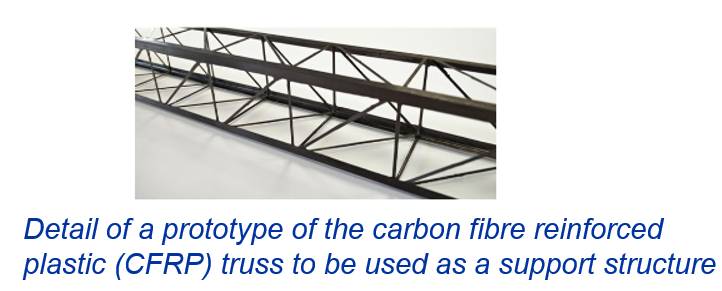 Detail of a prototype of the carbon fibre reinforced
plastic (CFRP) truss to be used as a support structure